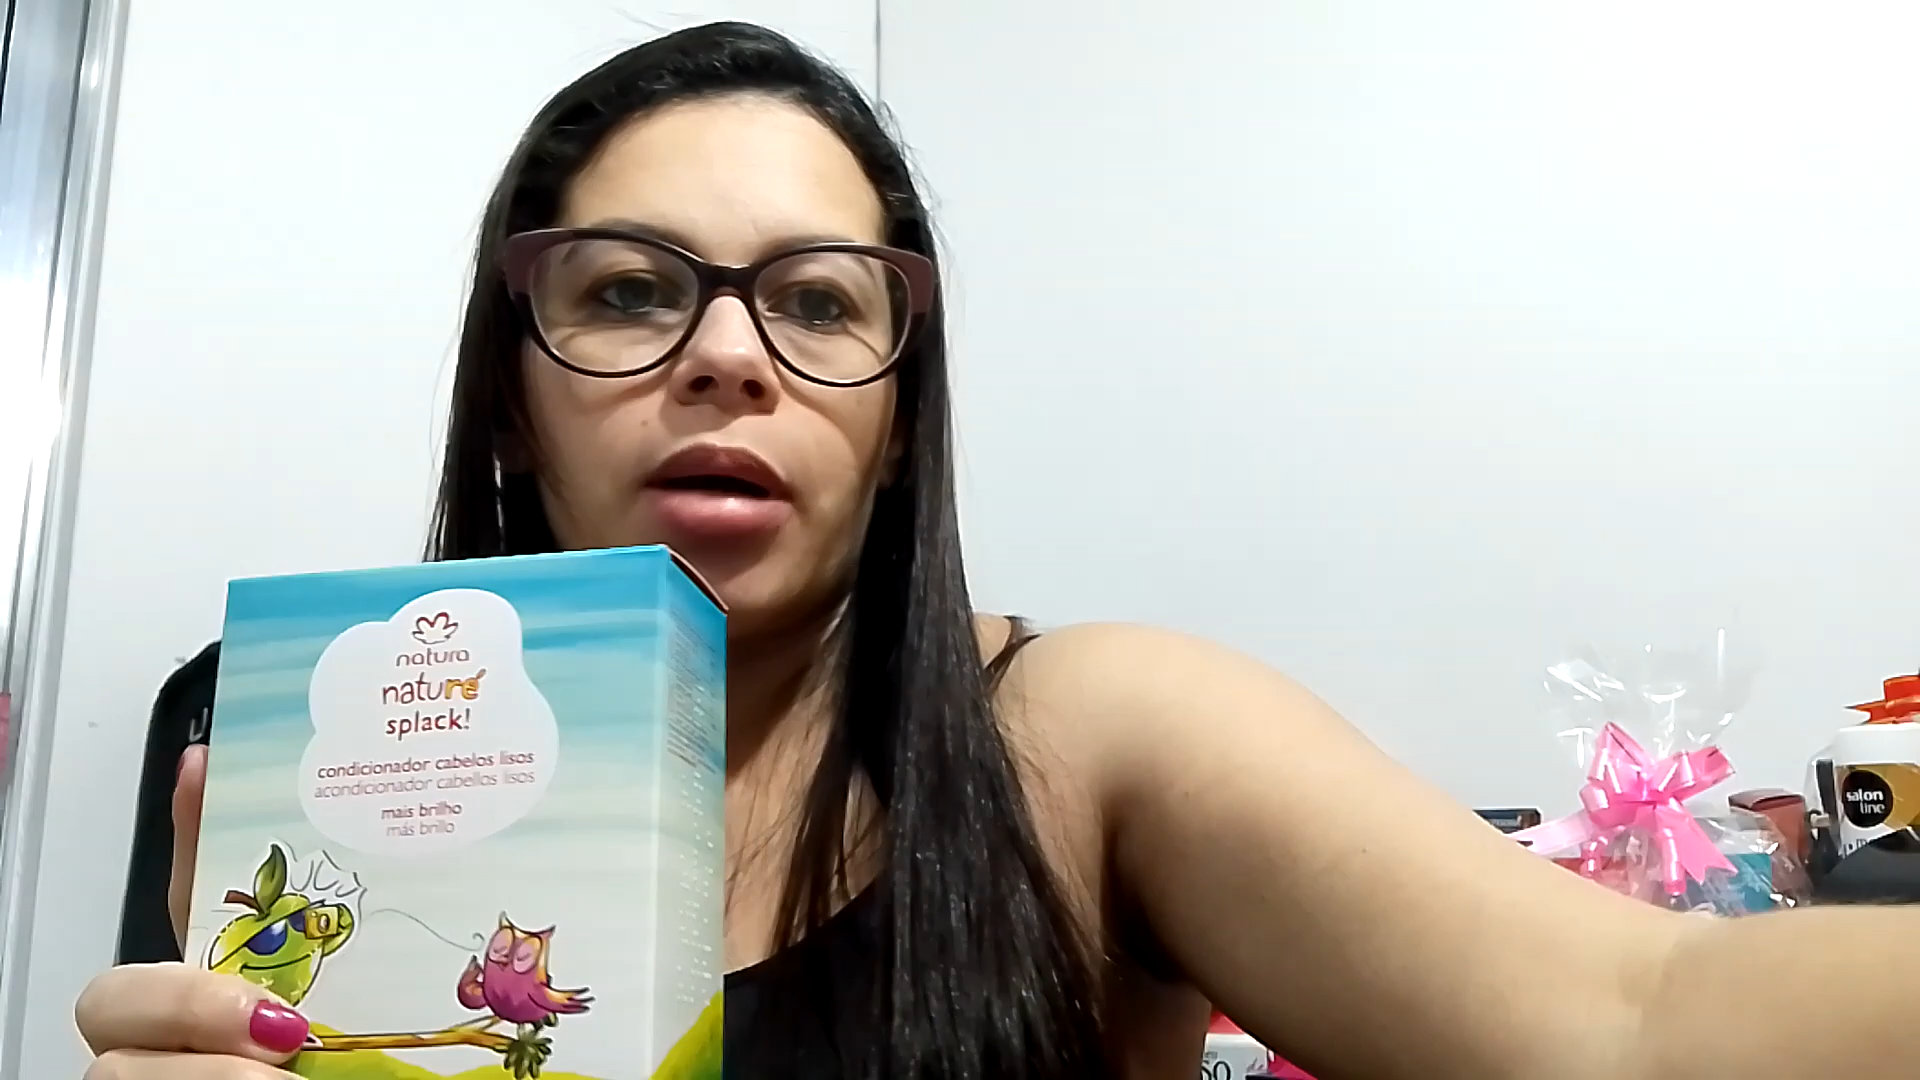 natura
naturé
splack!
condicionador cabelos lisos
acondicionador cabellos lisos
mais brilho
más brillo
salon
line